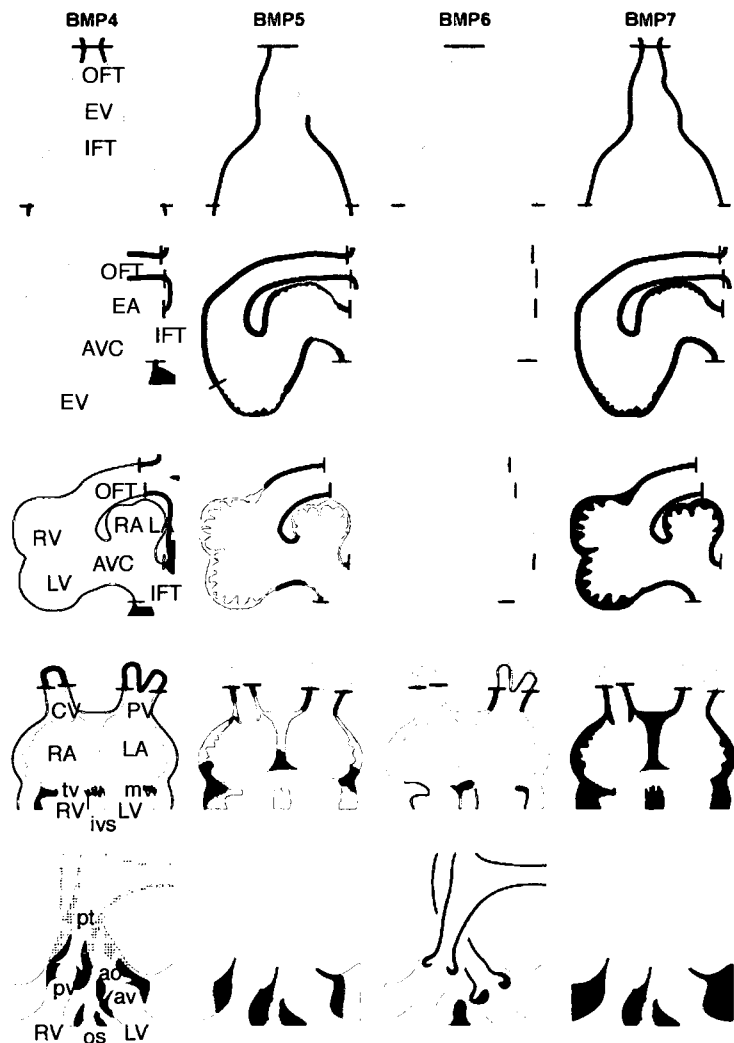 BMP4 BMP5 BMP6 BMP7
OFT
EV
IFT
OFT
EA
IFT
AVC
EV
OFT
RV RA LA
AVC
LV
IFT
CV PV
RA LA
tv m
RV LV
ivs
pt
ao
pv av
RV os LV